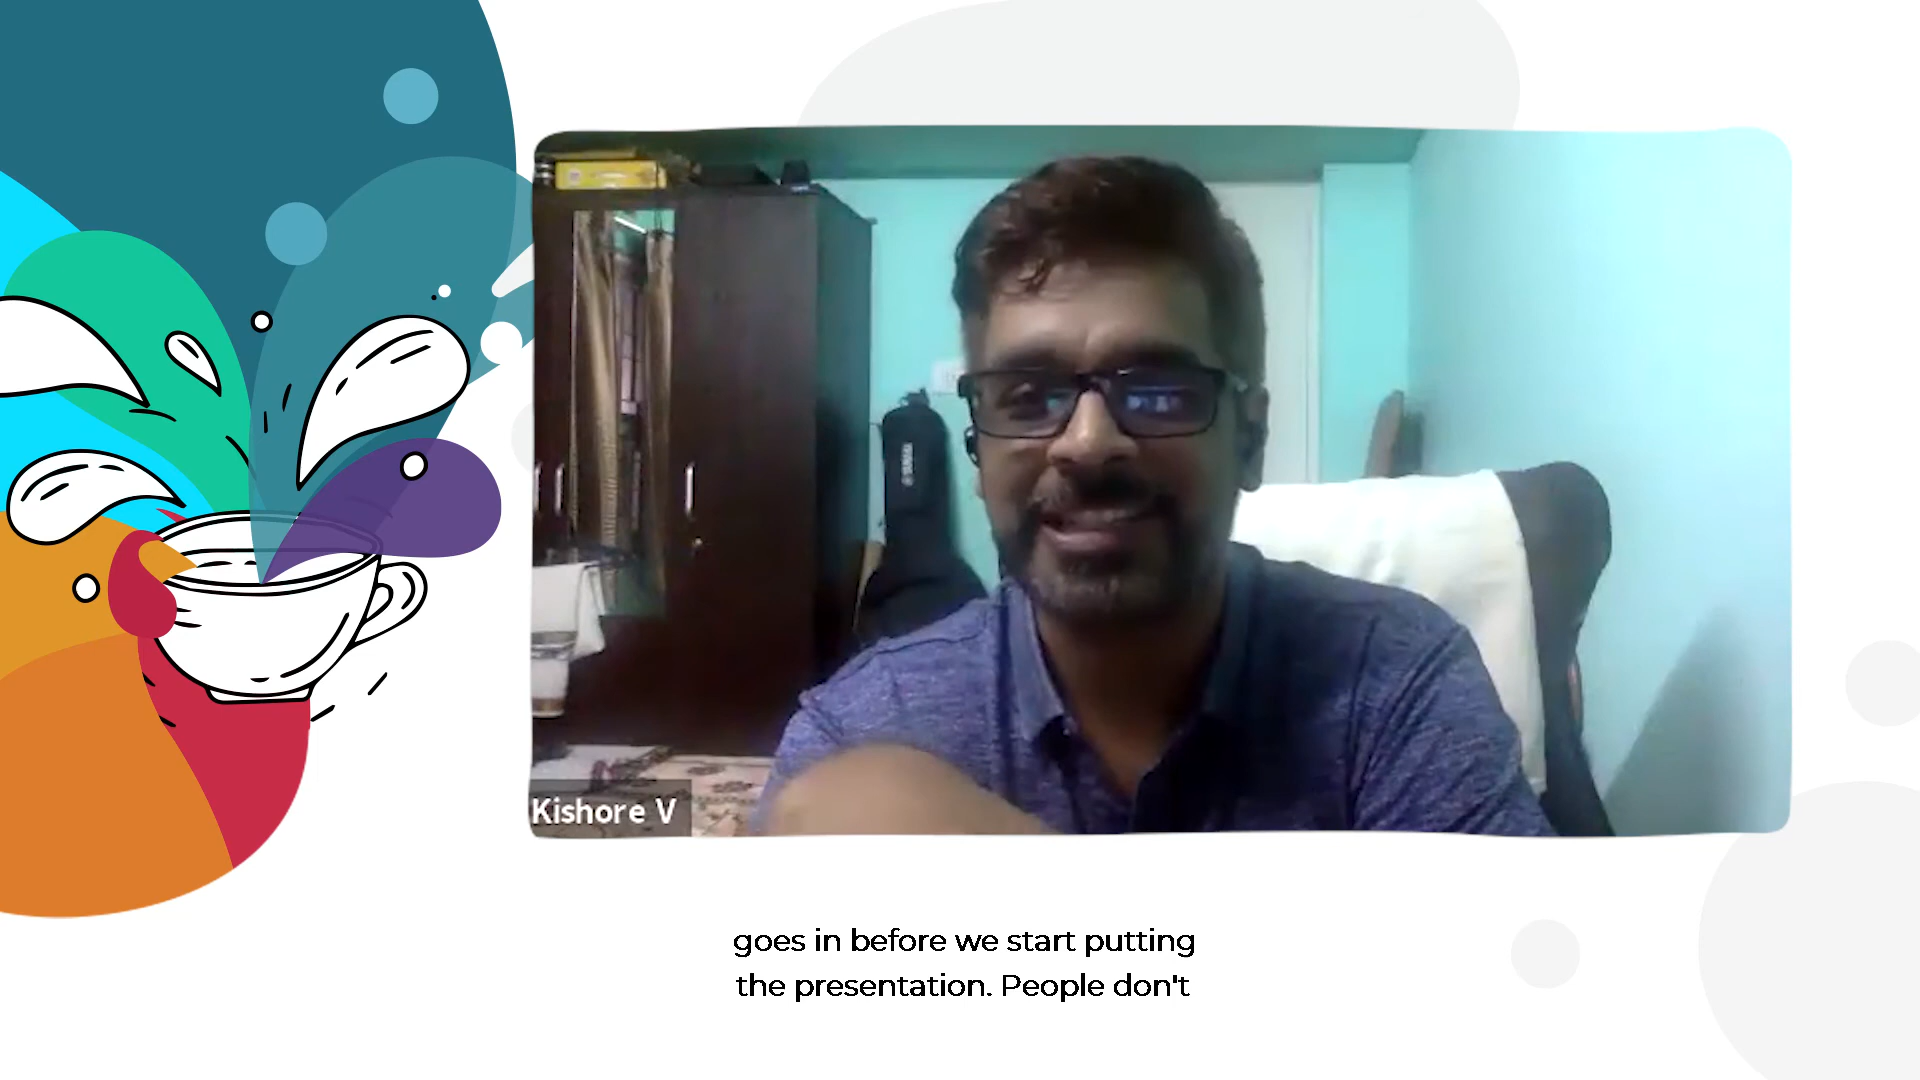 Kishore V
goes in before we start putting
the presentation. People don't